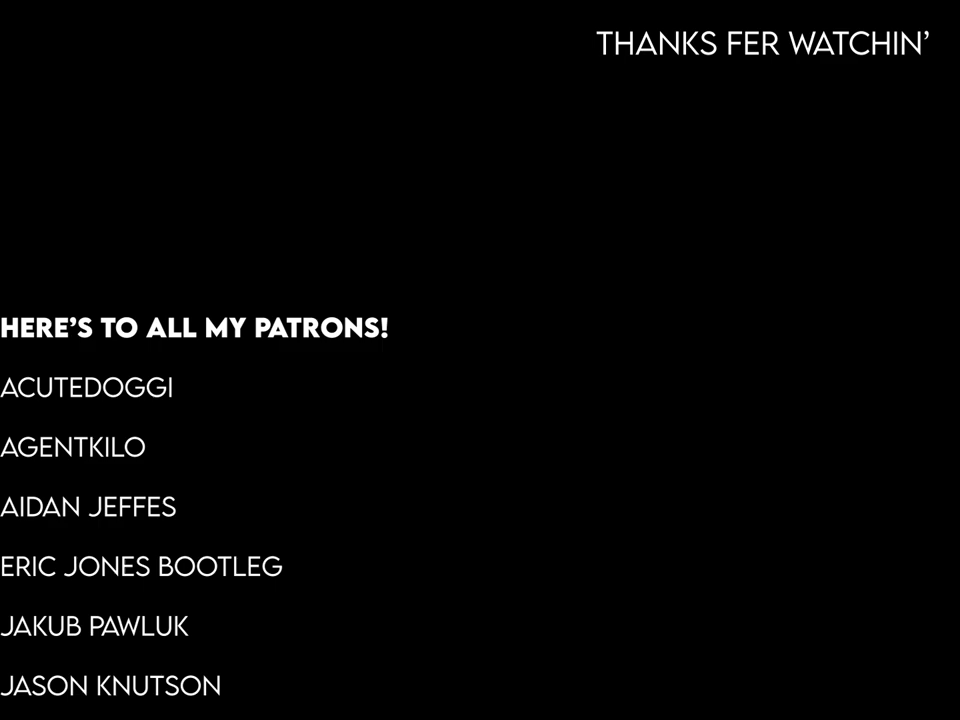 THANKS FER WATCHIN’
HERE’S TO ALL MY PATRONS!
ACUTEDOGGI
AGENTKILO
AIDAN JEFFES
ERIC JONES BOOTLEG
JAKUB PAWLUK
JASON KNUTSON